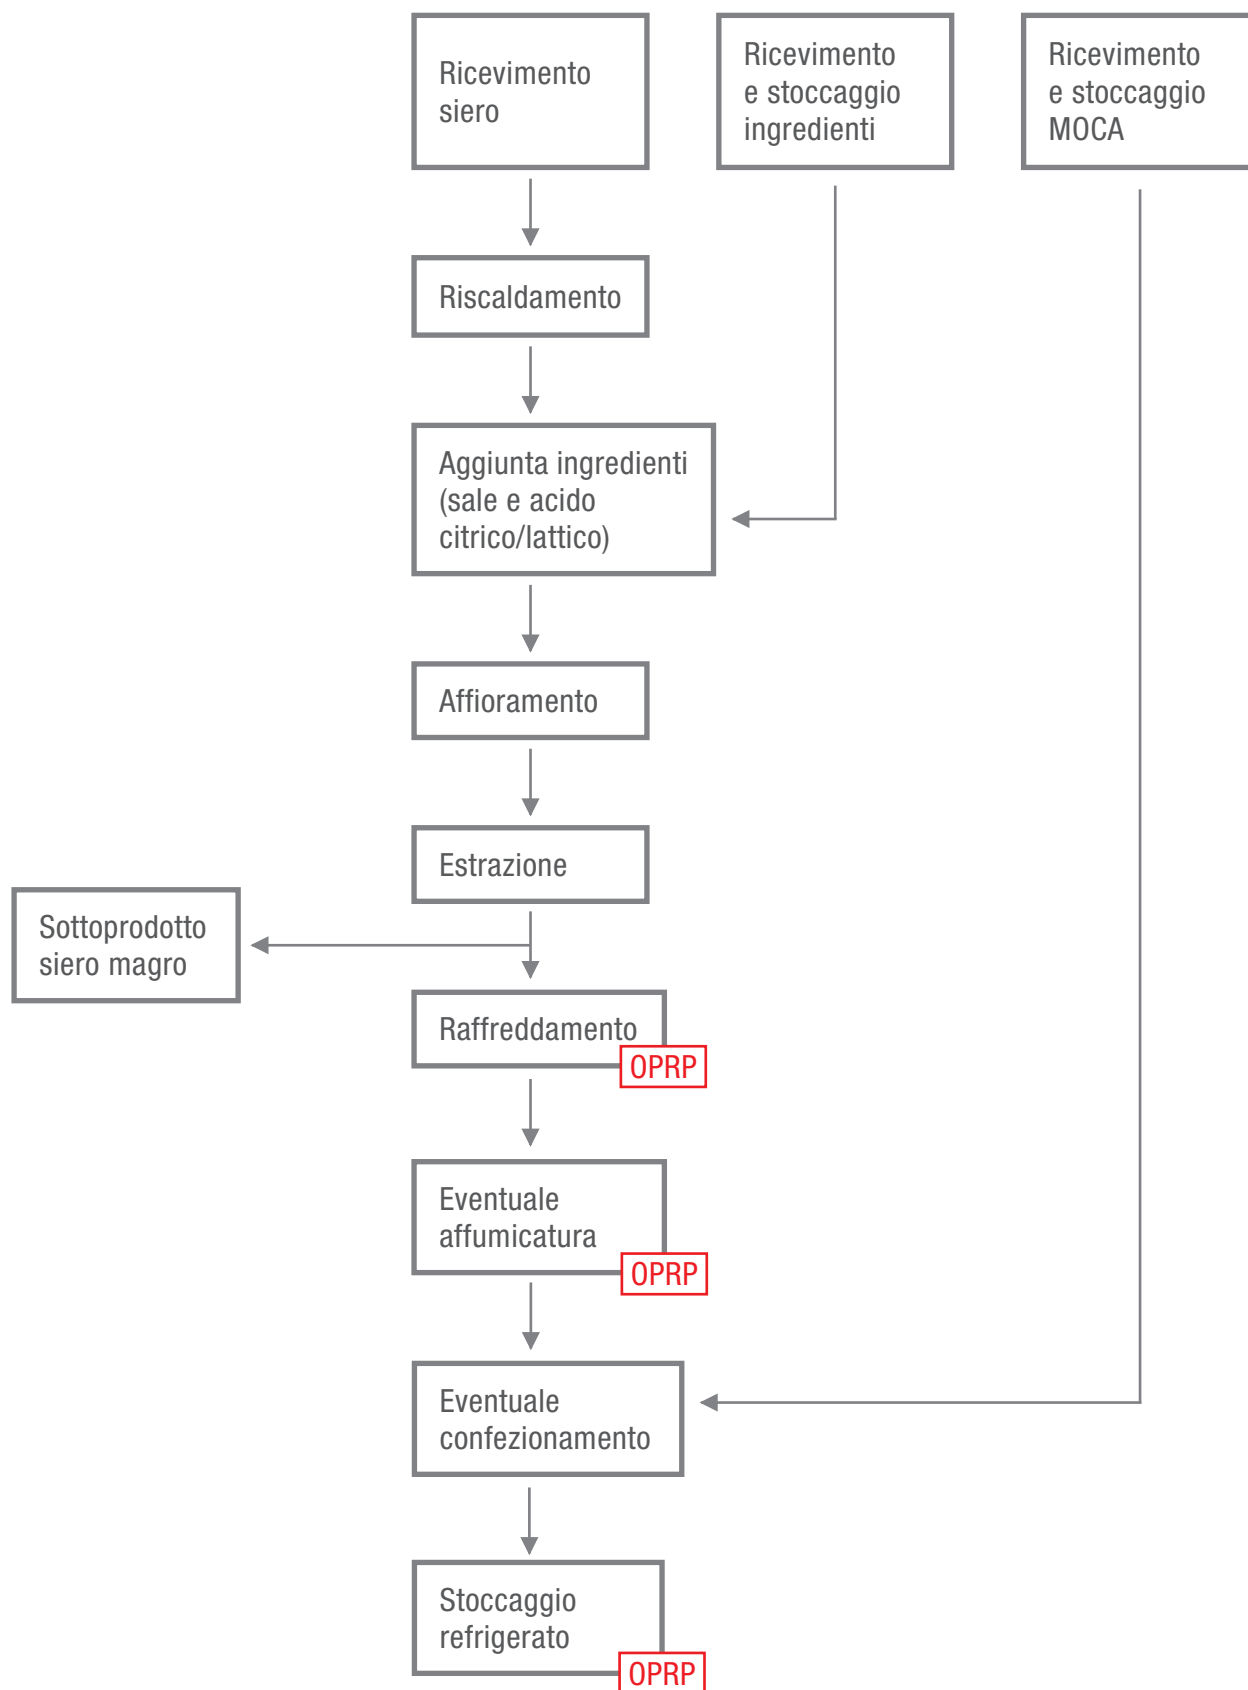 Ricevimento
siero
Ricevimento
e stoccaggio
ingredienti
Ricevimento
e stoccaggio
MOCA
Riscaldamento
Aggiunta ingredienti
(sale e acido
citrico/lattico)
Affioramento
Estrazione
Sottoprodotto
siero magro
Raffreddamento
OPRP
Eventuale
affumicatura
OPRP
Eventuale
confezionamento
Stoccaggio
refrigerato
OPRP